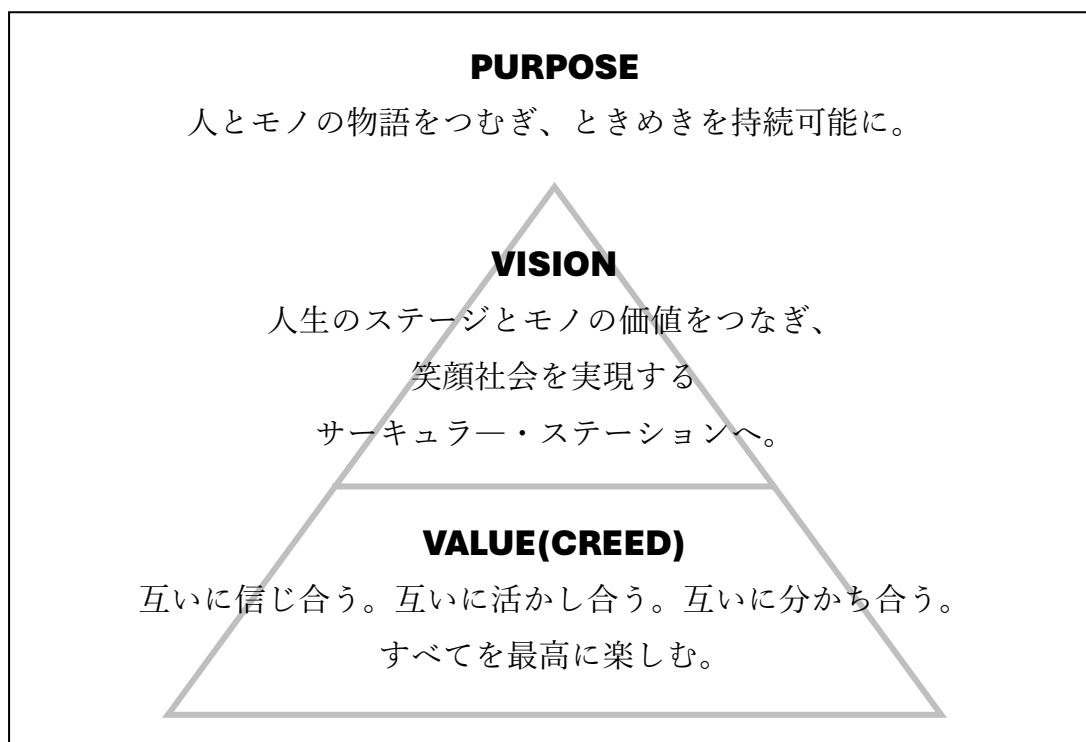 PURPOSE
人とモノの物語をつむぎ、ときめきを持続可能に。
VISION
人生のステージとモノの価値をつなぎ、
笑顔社会を実現する
サーキュラ―・ステーションへ。
VALUE(CREED)
互いに信じ合う。互いに活かし合う。互いに分かち合う。
すべてを最高に楽しむ。